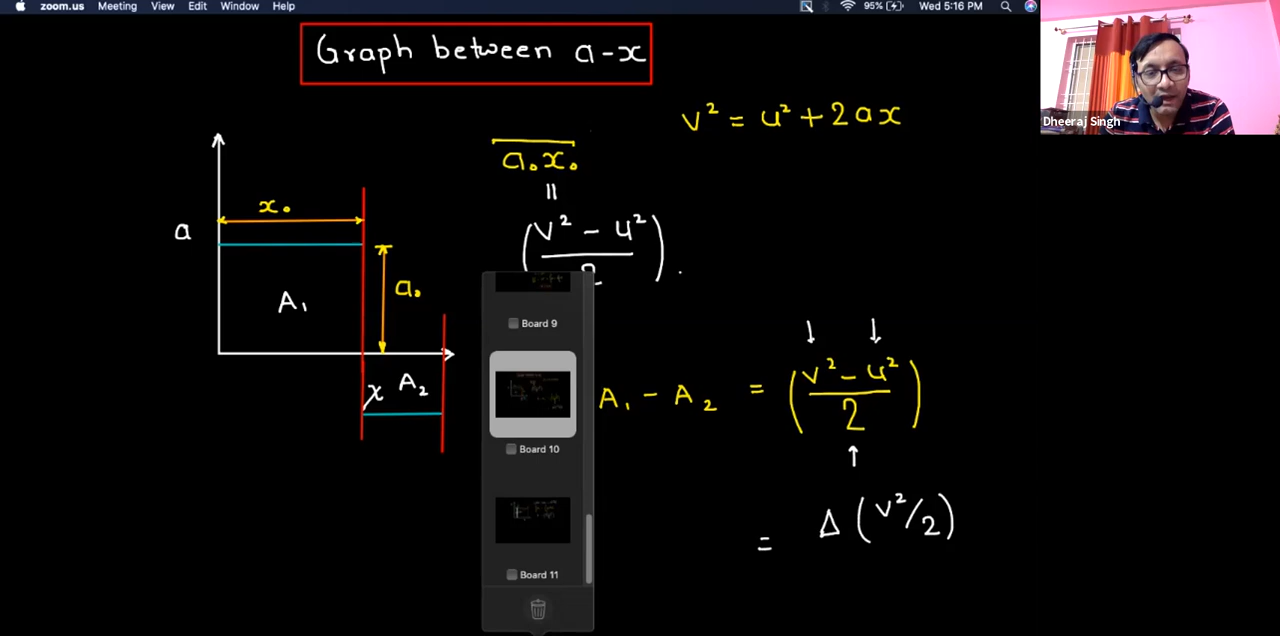 zoom.us Meeting View Edit Window Help 95% Wed 5:16 PM
Graph between a-x
Dheeraj Singh
v² = u² + 2ax
a₀x₀
=
(v² - u²)
2
x₀
a
a₀
A₁
x
A₂
Board 9
Board 10
Board 11
A₁ - A₂ = (v² - u² / 2)
= Δ(v²/2)